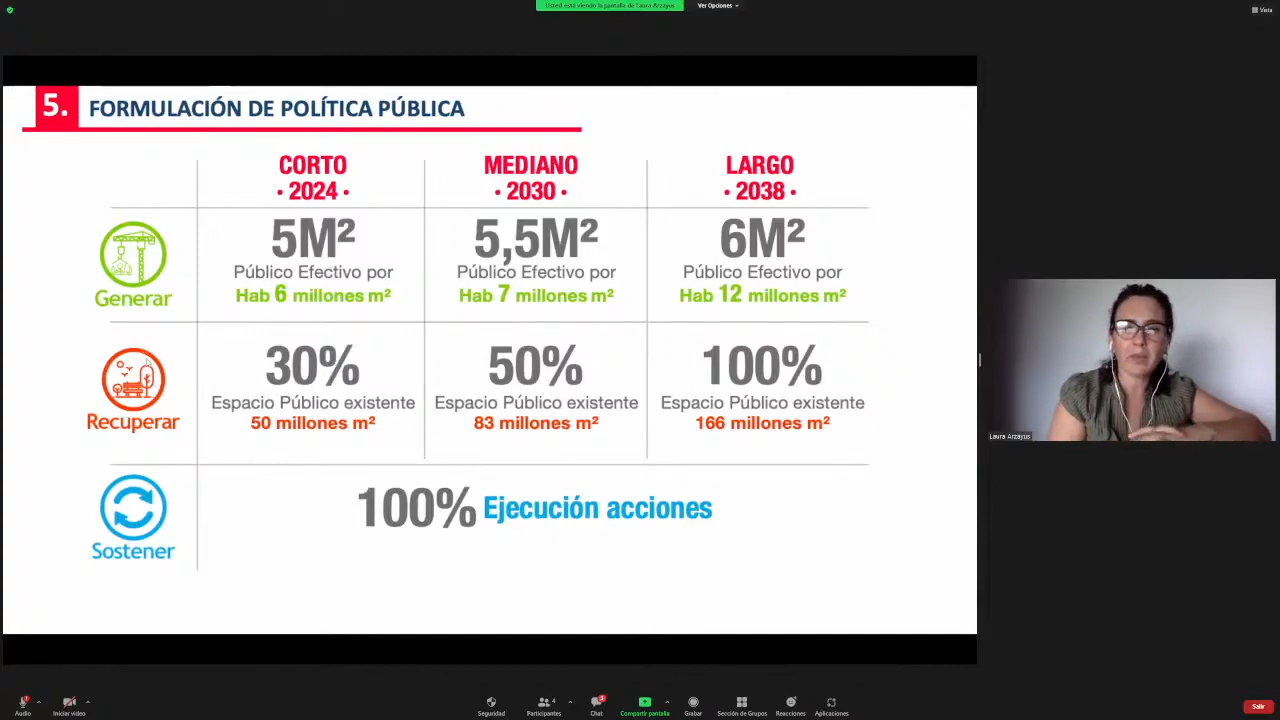 Usted está viendo la pantalla de Laura Arzayus
Ver Opciones
Vista
5. FORMULACIÓN DE POLÍTICA PÚBLICA
CORTO
• 2024 •
MEDIANO
• 2030 •
LARGO
• 2038 •
Generar
5M²
Público Efectivo por
Hab 6 millones m²
5,5M²
Público Efectivo por
Hab 7 millones m²
6M²
Público Efectivo por
Hab 12 millones m²
Recuperar
30%
Espacio Público existente
50 millones m²
50%
Espacio Público existente
83 millones m²
100%
Espacio Público existente
166 millones m²
Sostener
100% Ejecución acciones
Laura Arzayus
Audio
Iniciar video
Seguridad
4
Participantes
3
Chat
Compartir pantalla
Grabar
Sección de Grupos
Reacciones
Aplicaciones
Salir